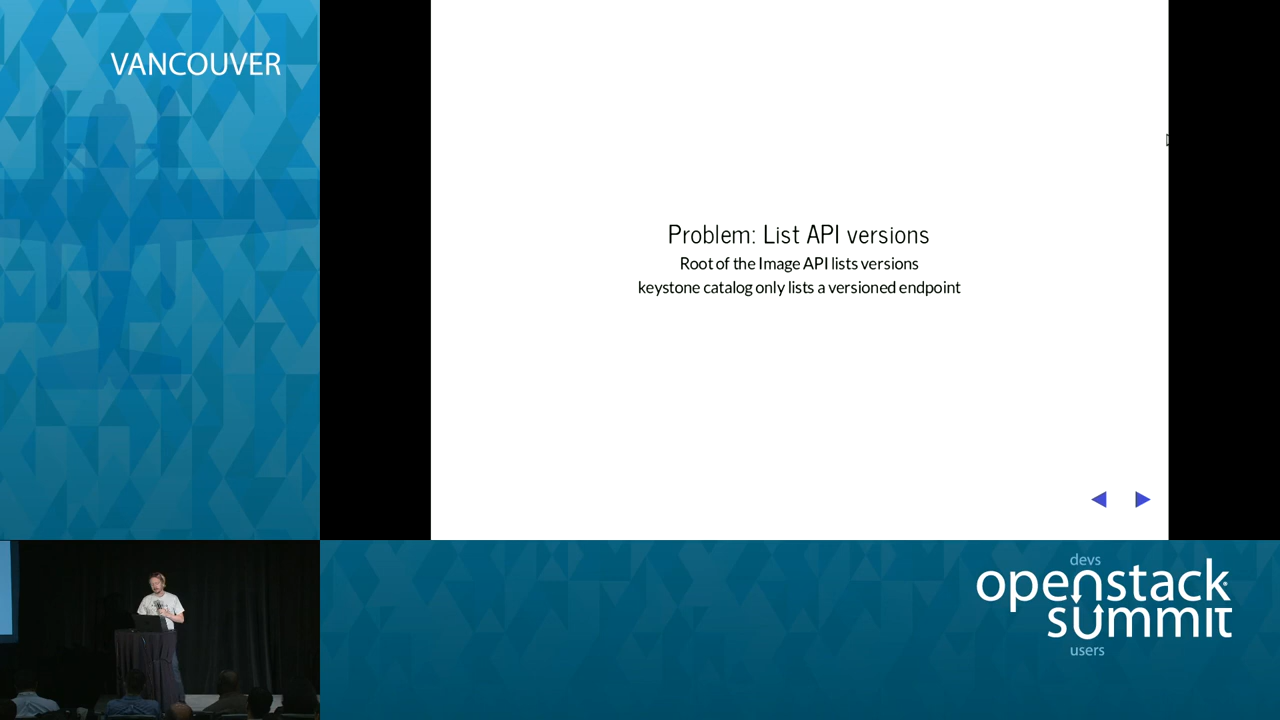 VANCOUVER
Problem: List API versions
Root of the Image API lists versions
keystone catalog only lists a versioned endpoint
devs
openstack
summit
users